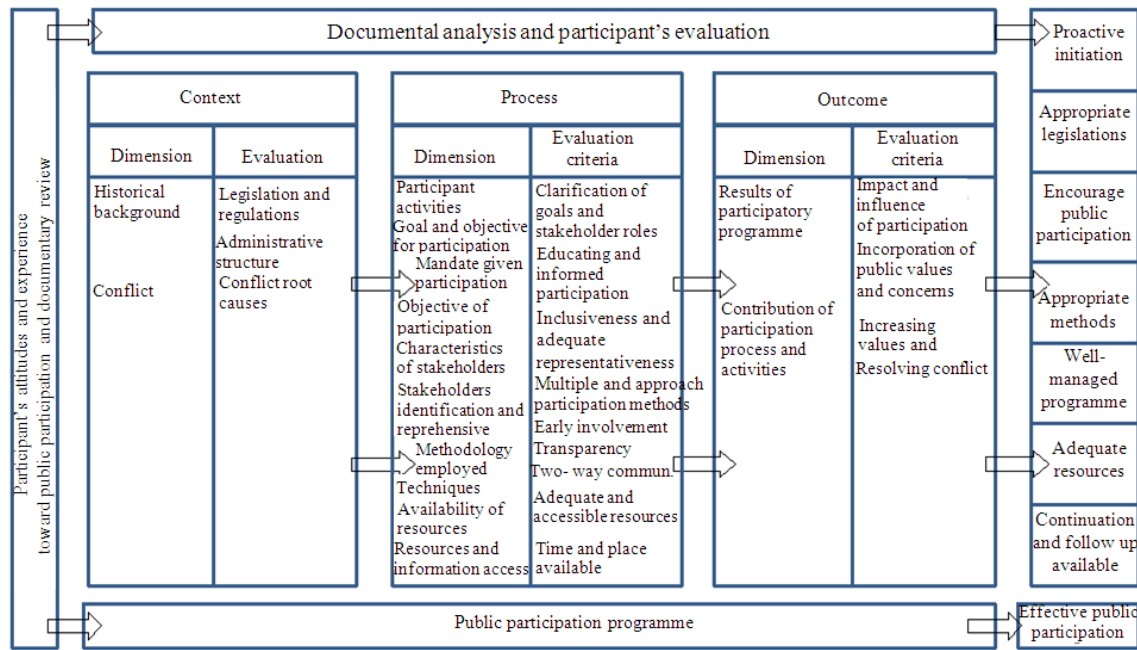 Participant's attitudes and experience
toward public participation and documentary review
Documental analysis and participant's evaluation
Context
Dimension
Evaluation
Historical
background
Conflict
Legislation and
regulations
Administrative
structure
Conflict root
causes
Process
Dimension
Evaluation
criteria
Participant
activities
Goal and objective
for participation
Mandate given
participation
Objective of
participation
Characteristics
of stakeholders
Stakeholders
identification and
reprehensive
Methodology
employed
Techniques
Availability of
resources
Resources and
information access
Clarification of
goals and
stakeholder roles
Educating and
informed
participation
Inclusiveness and
adequate
representativeness
Multiple and approach
participation methods
Early involvement
Transparency
Two- way commun.
Adequate and
accessible resources
Time and place
available
Outcome
Dimension
Evaluation
criteria
Results of
participatory
programme
Contribution of
participation
process and
activities
Impact and
influence
of participation
Incorporation of
public values
and concerns
Increasing
values and
Resolving conflict
Proactive
initiation
Appropriate
legislations
Encourage
public
participation
Appropriate
methods
Well-
managed
programme
Adequate
resources
Continuation
and follow up
available
Public participation programme
Effective public
participation